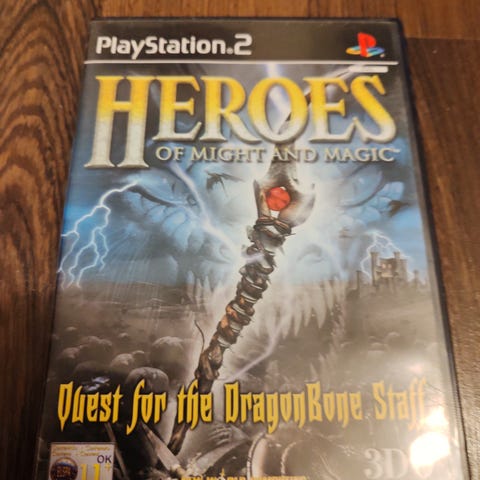 PlayStation.2
HEROES
OF MIGHT AND MAGIC
Quest for the DragonBone Staff
OK
11
3DO